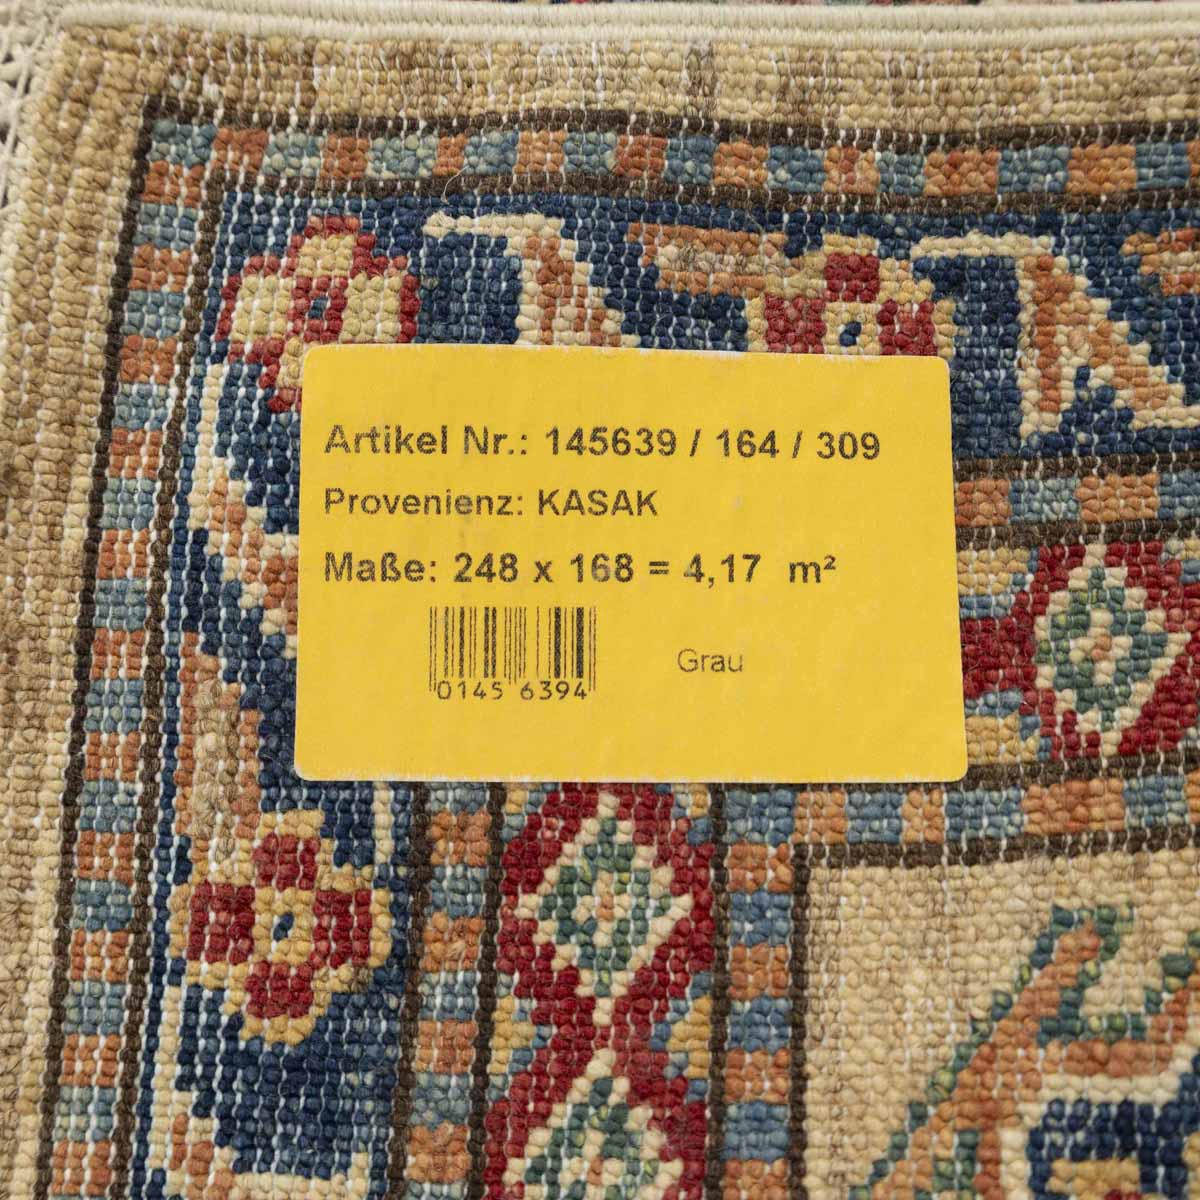 Artikel Nr.: 145639 / 164 / 309
Provenienz: KASAK
Maße: 248 x 168 = 4,17 m²
0145 6394
Grau